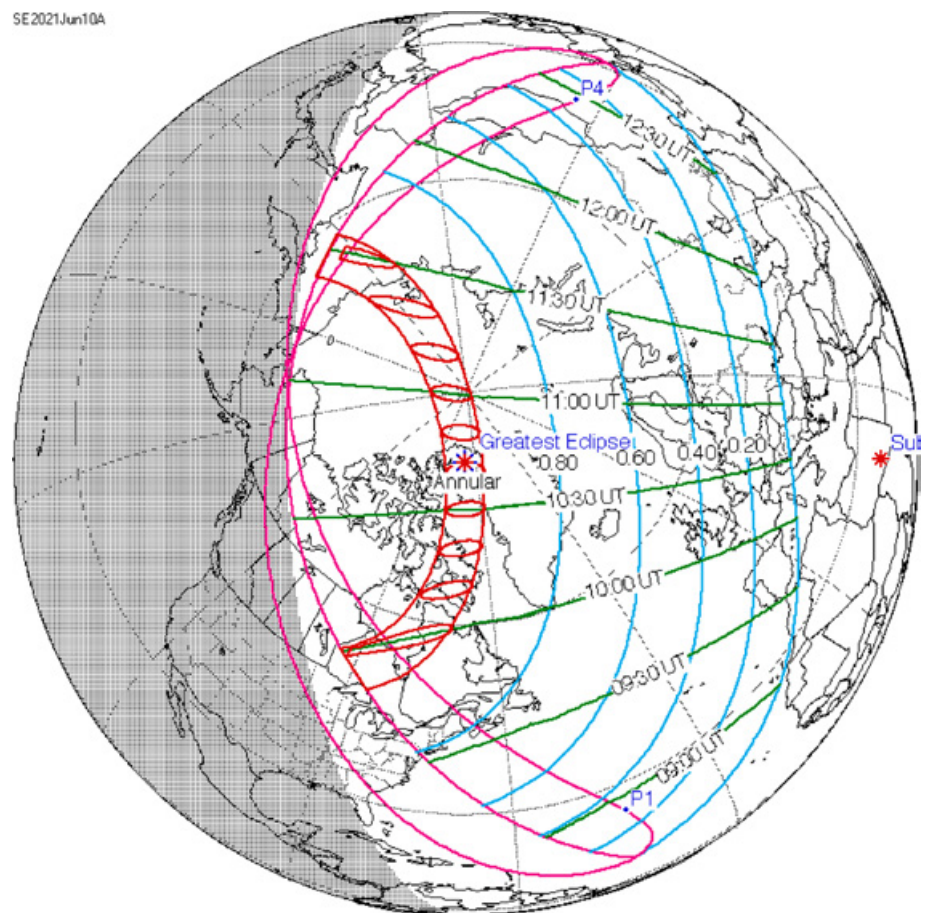 SE2021Jun10A
P4
12:30 UT
12:00 UT
11:30 UT
11:00 UT
Greatest Eclipse
Sub
0.80 0.60 0.40 0.20
Annular
10:30 UT
10:00 UT
09:30 UT
09:00 UT
P1